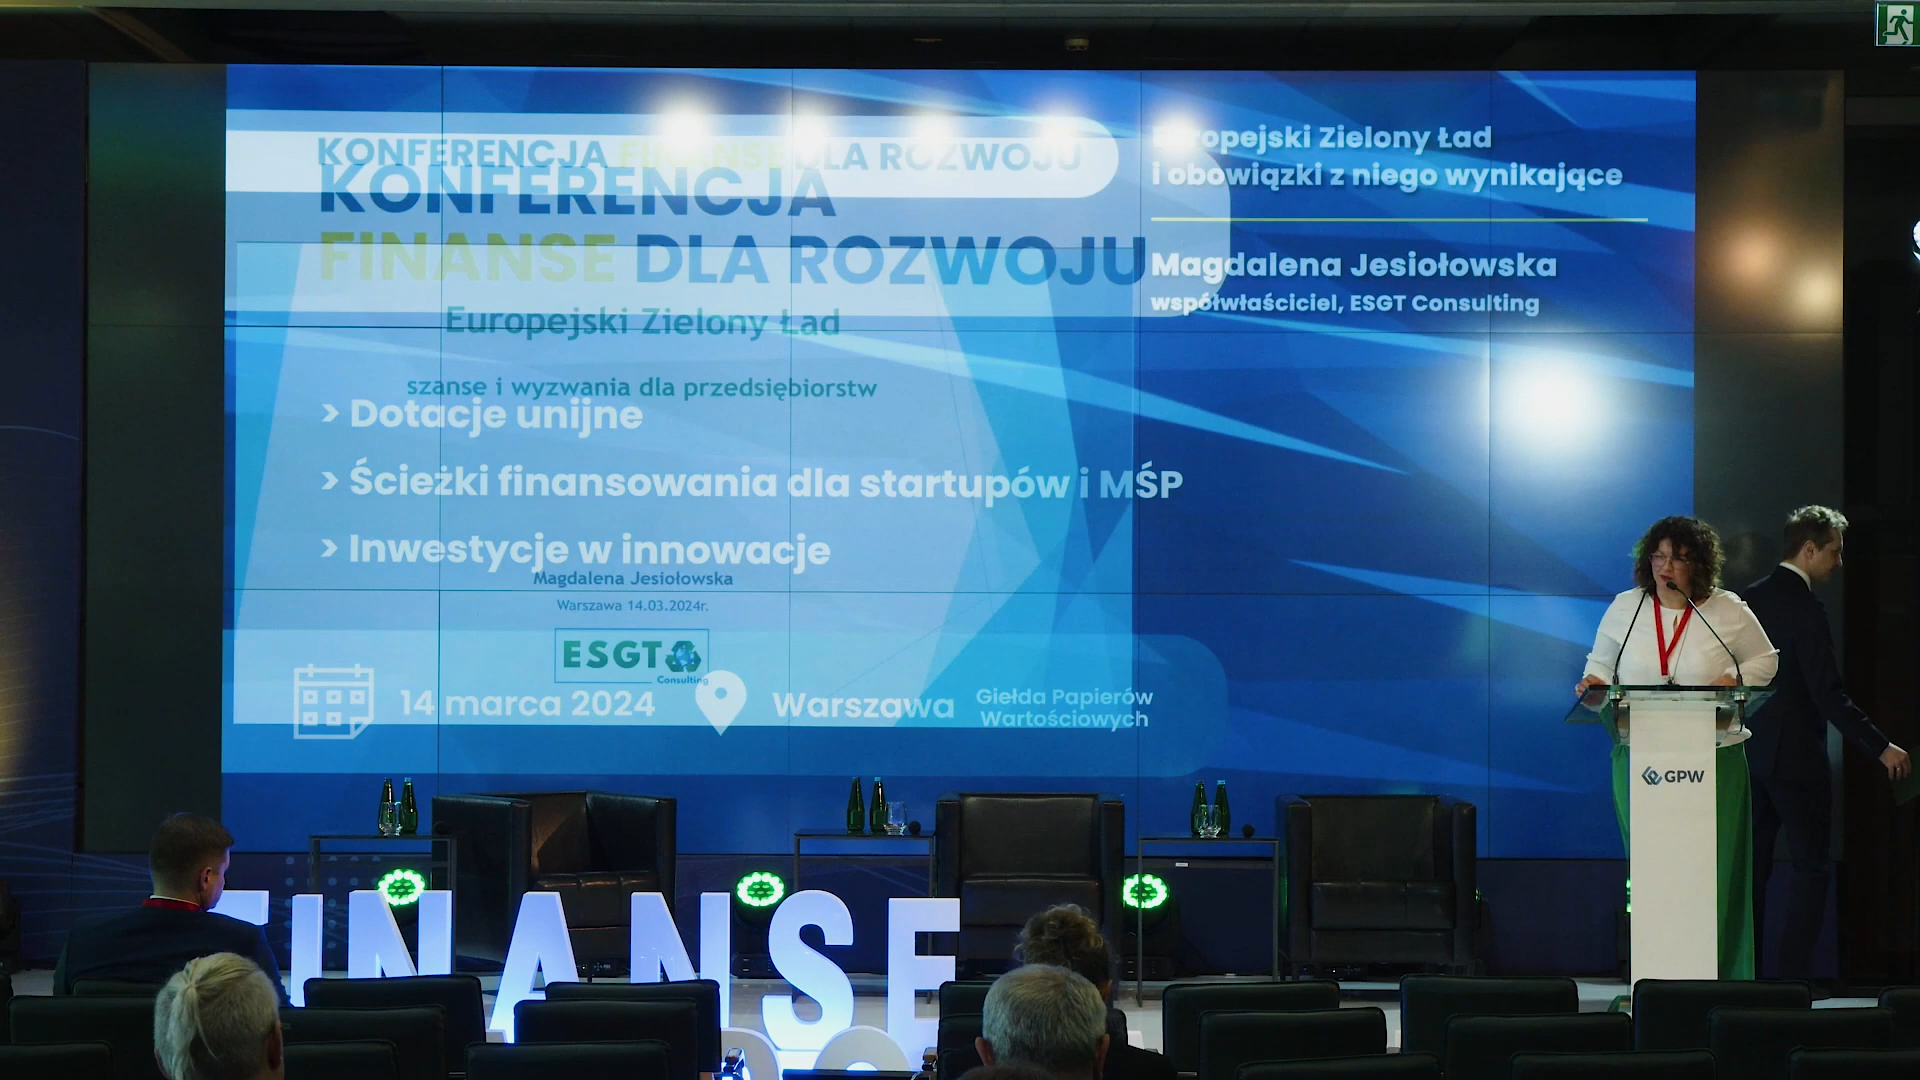 KONFERENCJA FINANSE DLA ROZWOJU
KONFERENCJA
FINANSE DLA ROZWOJU
Europejski Zielony Ład
szanse i wyzwania dla przedsiębiorstw
> Dotacje unijne
> Ścieżki finansowania dla startupów i MŚP
> Inwestycje w innowacje
Magdalena Jesiołowska
Warszawa 14.03.2024r.
ESGT
Consulting
14 marca 2024
Warszawa
Giełda Papierów
Wartościowych
Europejski Zielony Ład
i obowiązki z niego wynikające
Magdalena Jesiołowska
współwłaściciel, ESGT Consulting
GPW
FINANSE